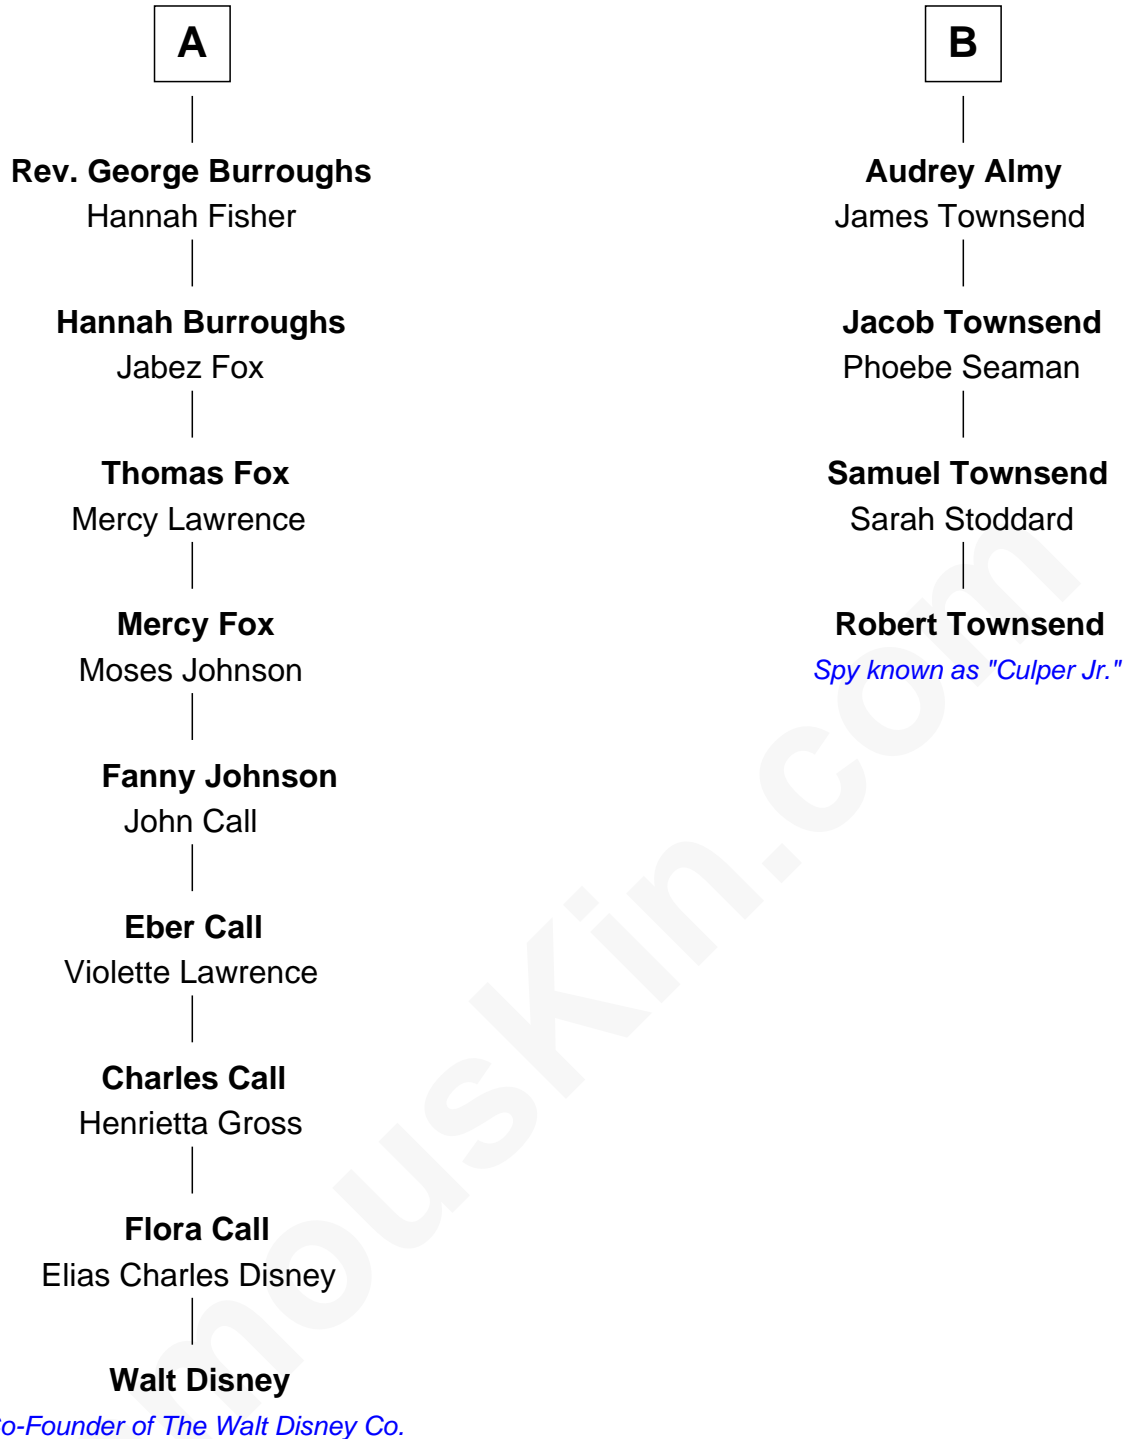 A
Rev. George Burroughs
Hannah Fisher
Hannah Burroughs
Jabez Fox
Thomas Fox
Mercy Lawrence
Mercy Fox
Moses Johnson
Fanny Johnson
John Call
Eber Call
Violette Lawrence
Charles Call
Henrietta Gross
Flora Call
Elias Charles Disney
Walt Disney
o-Founder of The Walt Disney Co.
B
Audrey Almy
James Townsend
Jacob Townsend
Phoebe Seaman
Samuel Townsend
Sarah Stoddard
Robert Townsend
Spy known as "Culper Jr."
mousKin.com